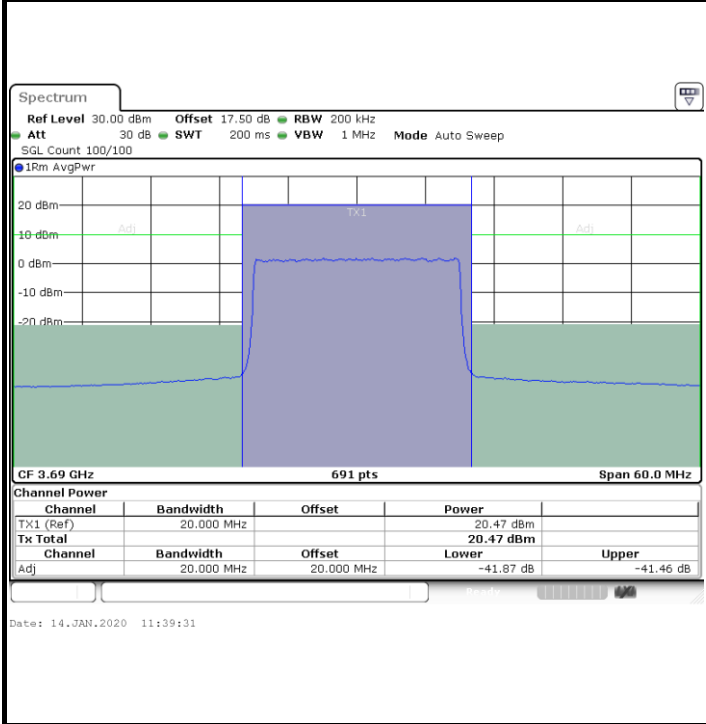 Spectrum
Ref Level 30.00 dBm Offset 17.50 dB RBW 200 kHz
Att 30 dB SWT 200 ms VBW 1 MHz Mode Auto Sweep
SGL Count 100/100
1Rm AvgPwr
20 dBm
TX1
Adj
Adj
10 dBm
0 dBm
-10 dBm
-20 dBm
CF 3.69 GHz 691 pts Span 60.0 MHz
Channel Power
Channel Bandwidth Offset Power
TX1 (Ref) 20.000 MHz 20.47 dBm
Tx Total 20.47 dBm
Channel Bandwidth Offset Lower Upper
Adj 20.000 MHz 20.000 MHz -41.87 dB -41.46 dB
Ready
Date: 14.JAN.2020 11:39:31